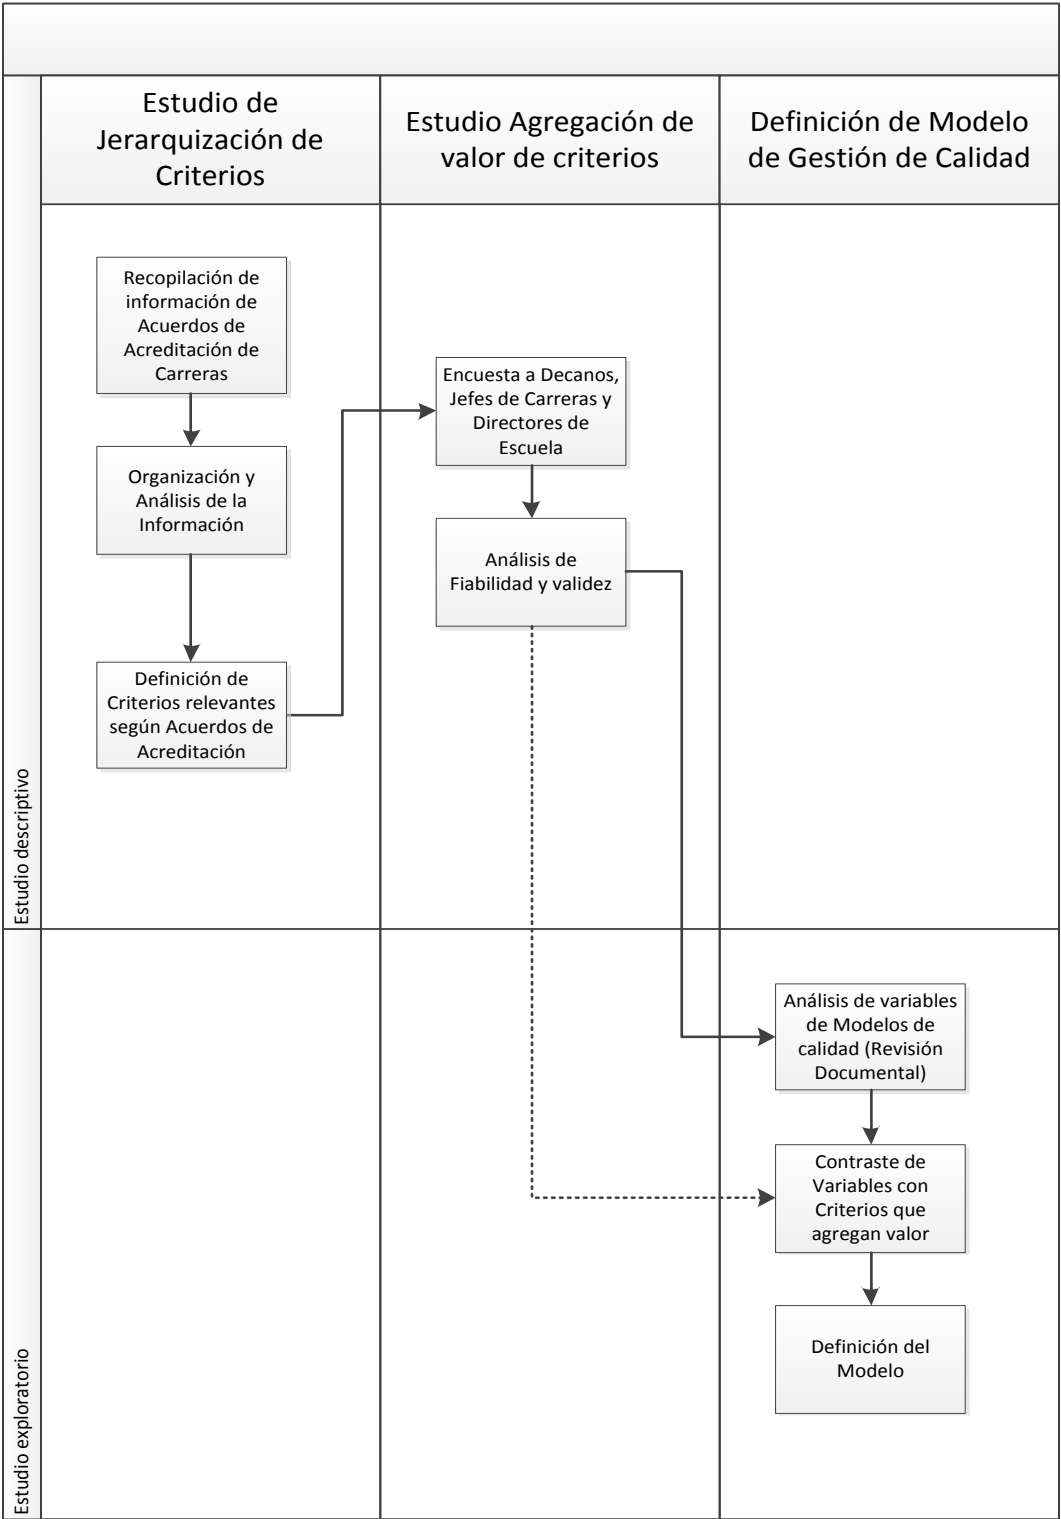 Estudio de
Jerarquización de
Criterios
Estudio Agregación de
valor de criterios
Definición de Modelo
de Gestión de Calidad
Estudio descriptivo
Recopilación de
información de
Acuerdos de
Acreditación de
Carreras
Organización y
Análisis de la
Información
Definición de
Criterios relevantes
según Acuerdos de
Acreditación
Encuesta a Decanos,
Jefes de Carreras y
Directores de
Escuela
Análisis de
Fiabilidad y validez
Estudio exploratorio
Análisis de variables
de Modelos de
calidad (Revisión
Documental)
Contraste de
Variables con
Criterios que
agregan valor
Definición del
Modelo